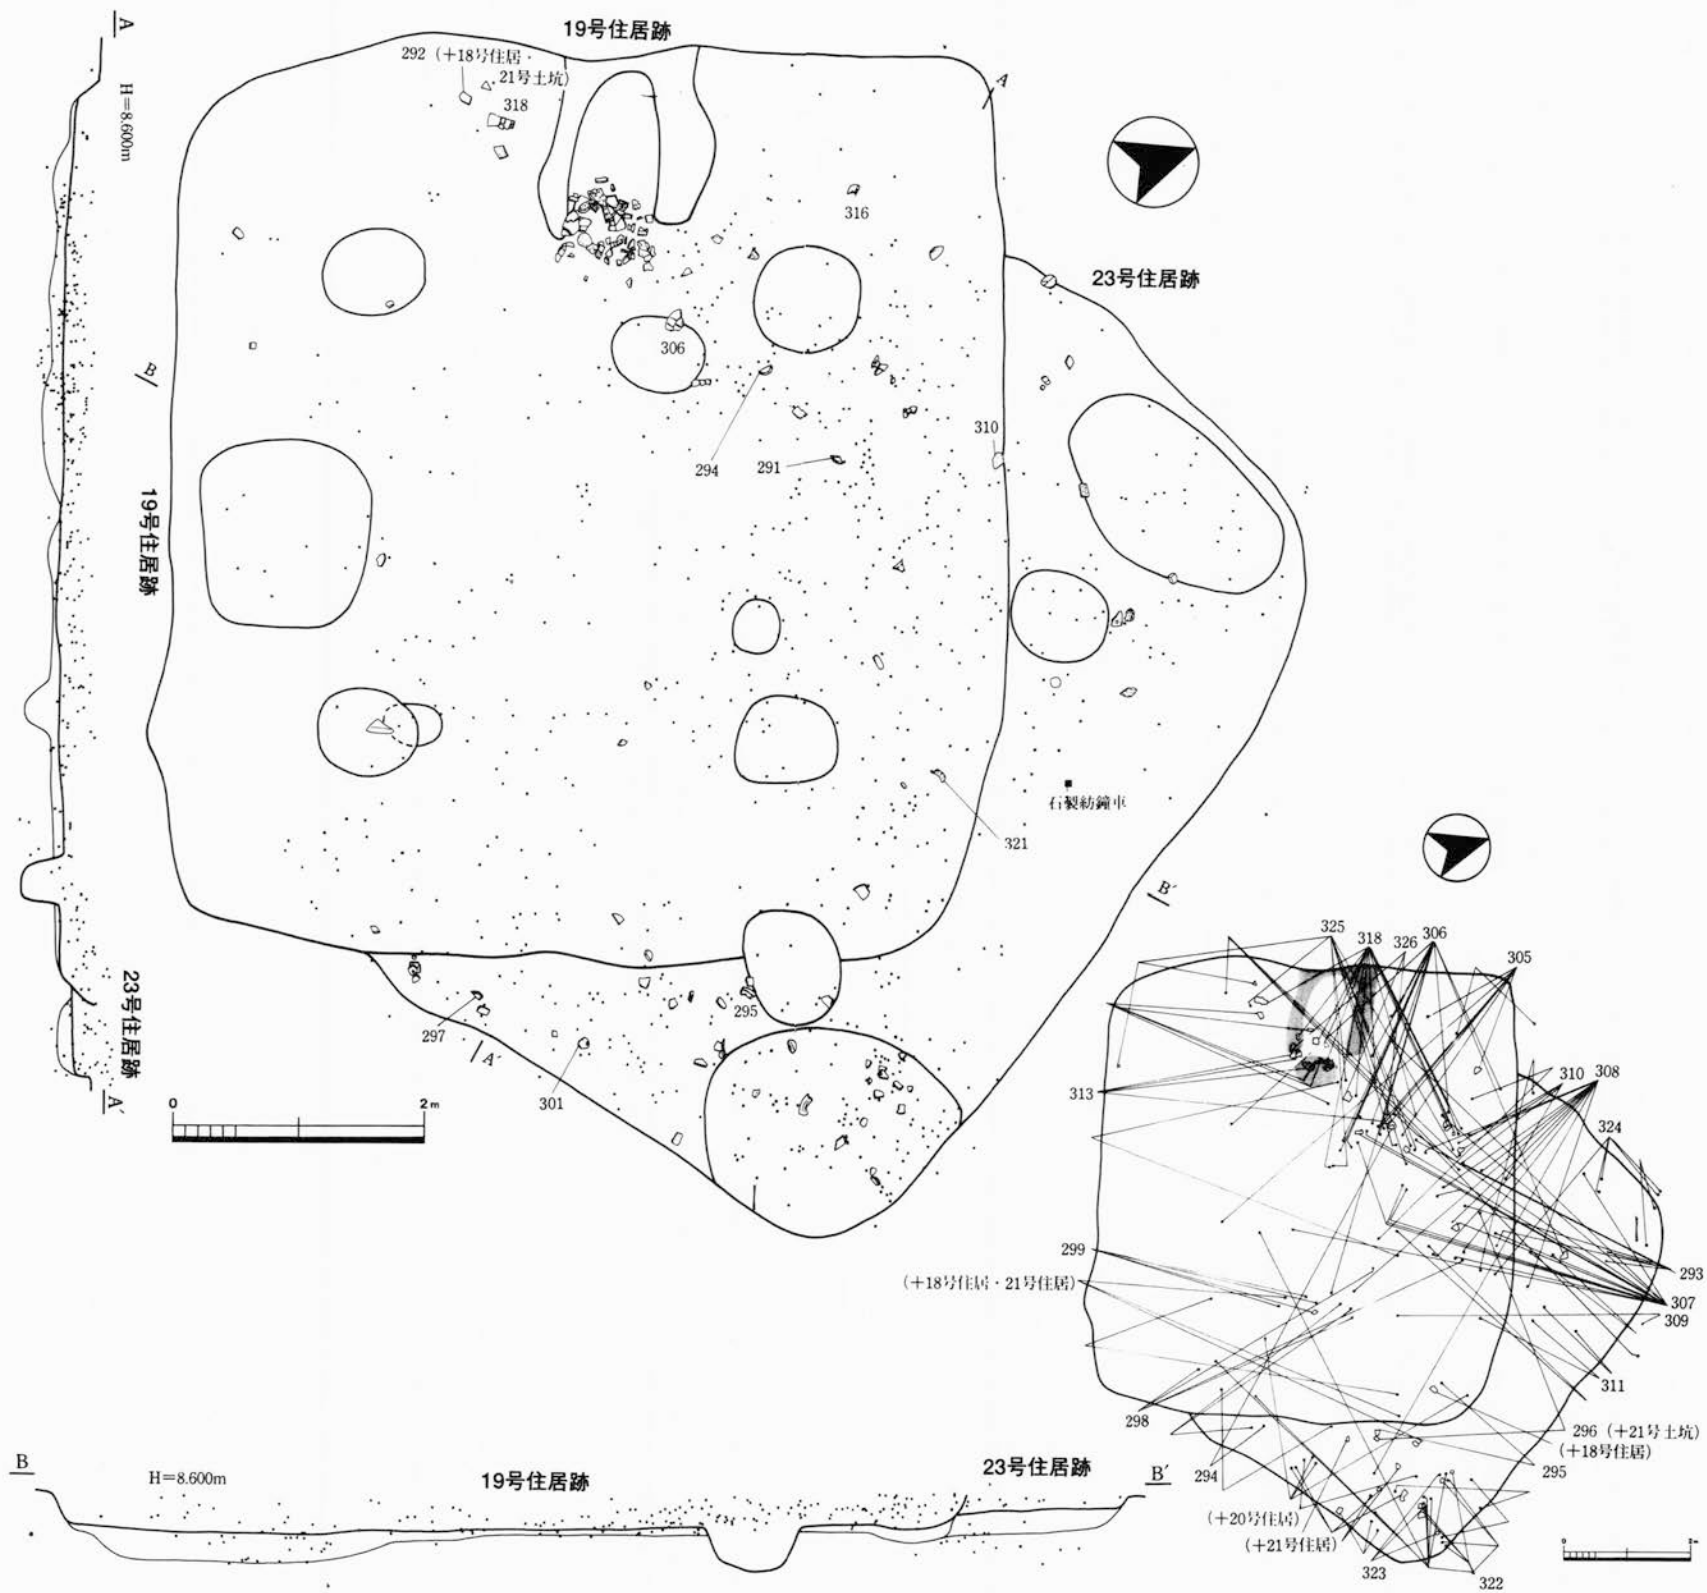 A
H=8.600m
19号住居跡
292（＋18号住居・
21号土坑）
318
A
316
23号住居跡
306
B
294
291
310
19号住居跡
石製紡錘車
321
B′
23号住居跡
A′
297
A′
295
301
0
2m
325
318
326
306
305
313
310
308
324
299
（＋18号住居・21号住居）
293
307
309
311
298
296（＋21号土坑）
（＋18号住居）
294
295
（＋20号住居）
（＋21号住居）
323
322
0
2m
B
H=8.600m
19号住居跡
23号住居跡
B′